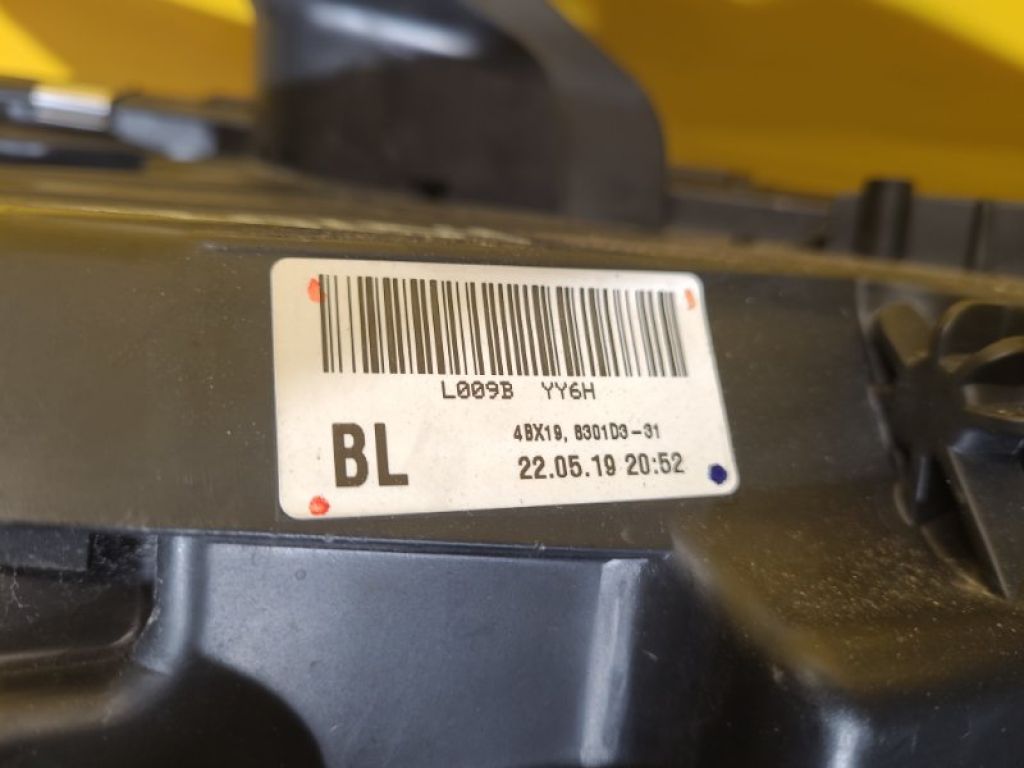 L009B YY6H
BL
4BX19, 8301D3-31
22.05.19 20:52